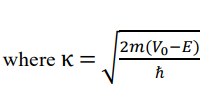 where κ = √(2m(V₀−E)/ħ)